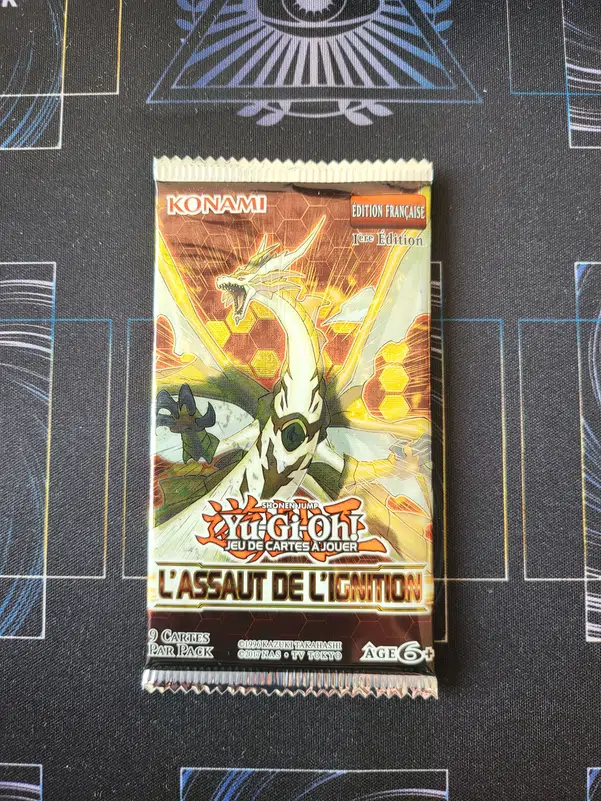 KONAMI
EDITION FRANÇAISE
1ère Édition
SHONEN JUMP
Yu-Gi-Oh!
JEU DE CARTES À JOUER
L'ASSAUT DE L'IGNITION
9 CARTES
PAR PACK
©1996 KAZUKI TAKAHASHI
©2017 NAS • TV TOKYO
ÂGE 6+